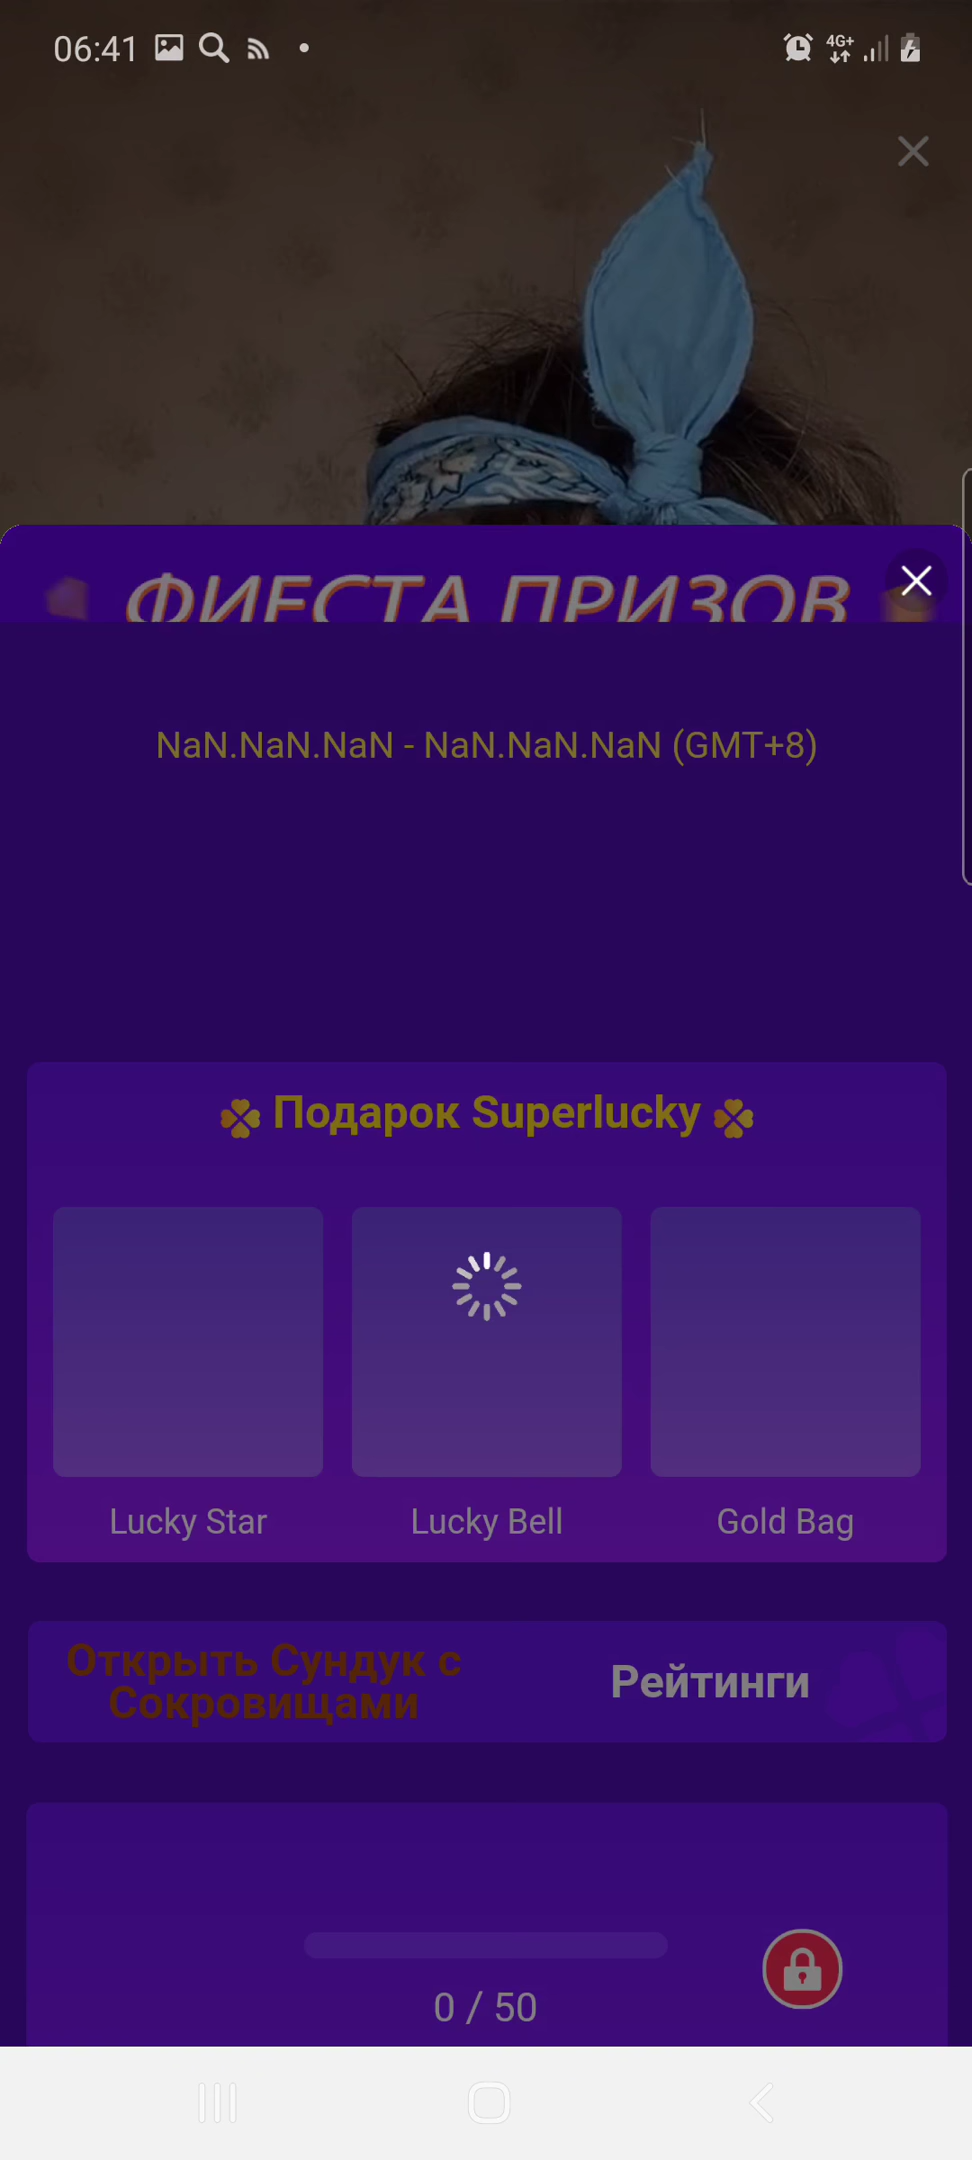 06:41
4G+
ФИЕСТА ПРИЗОВ
NaN.NaN.NaN - NaN.NaN.NaN (GMT+8)
Подарок Superlucky
Lucky Star
Lucky Bell
Gold Bag
Открыть Сундук с
Сокровищами
Рейтинги
0 / 50